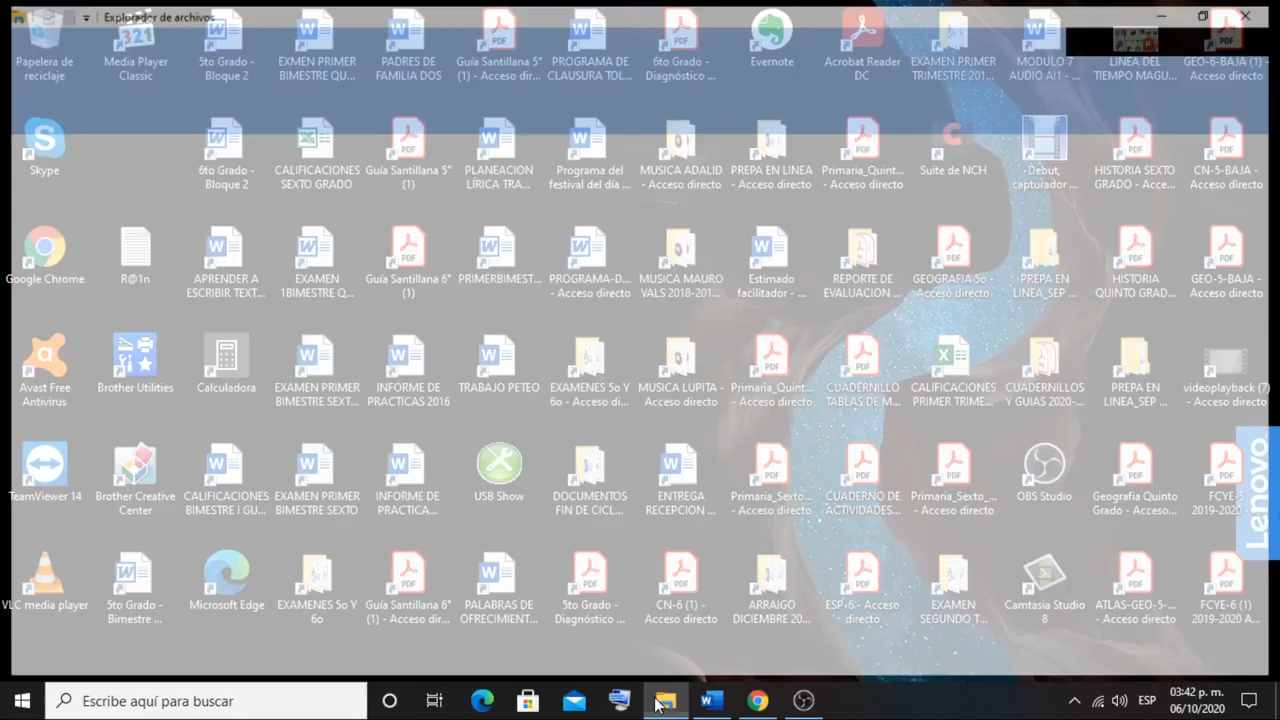 Explorador de archivos
Papelera de
reciclaje
Media Player
Classic
5to Grado -
Bloque 2
EXMEN PRIMER
BIMESTRE QU...
PADRES DE
FAMILIA DOS
Guía Santillana 5°
(1) - Acceso dir...
PROGRAMA DE
CLAUSURA TOL...
6to Grado -
Diagnóstico ...
Evernote
Acrobat Reader
DC
EXAMEN PRIMER
TRIMESTRE 201...
MODULO 7
AUDIO AI1 - ...
LINEA DEL
TIEMPO MAGU...
GEO-6-BAJA (1) -
Acceso directo
Skype
6to Grado -
Bloque 2
CALIFICACIONES
SEXTO GRADO
Guía Santillana 5°
(1)
PLANEACION
LÍRICA TRA...
Programa del
festival del día ...
MUSICA ADALID
- Acceso directo
PREPA EN LINEA
- Acceso directo
Primaria_Quint...
- Acceso directo
Suite de NCH
Debut,
capturador ...
HISTORIA SEXTO
GRADO - Acce...
CN-5-BAJA -
Acceso directo
Google Chrome
R@1n
APRENDER A
ESCRIBIR TEXT...
EXAMEN
1BIMESTRE Q...
Guía Santillana 6°
(1)
PRIMERBIMEST...
PROGRAMA-D...
- Acceso directo
MUSICA MAURO
VALS 2018-201...
Estimado
facilitador - ...
REPORTE DE
EVALUACION ...
GEOGRAFIA 5o -
Acceso directo
PREPA EN
LINEA_SEP ...
HISTORIA
QUINTO GRAD...
GEO-5-BAJA -
Acceso directo
Avast Free
Antivirus
Brother Utilities
Calculadora
EXAMEN PRIMER
BIMESTRE SEXT...
INFORME DE
PRACTICAS 2016
TRABAJO PETEO
EXAMENES 5o Y
6o - Acceso di...
MUSICA LUPITA -
Acceso directo
Primaria_Quint...
- Acceso directo
CUADERNILLO
TABLAS DE M...
CALIFICACIONES
PRIMER TRIME...
CUADERNILLOS
Y GUIAS 2020-...
PREPA EN
LINEA_SEP ...
videoplayback (7)
- Acceso directo
TeamViewer 14
Brother Creative
Center
CALIFICACIONES
BIMESTRE I GU...
EXAMEN PRIMER
BIMESTRE SEXTO
INFORME DE
PRACTICA...
USB Show
DOCUMENTOS
FIN DE CICL...
ENTREGA
RECEPCION ...
Primaria_Sexto_...
- Acceso directo
CUADERNO DE
ACTIVIDADES...
Primaria_Sexto_...
- Acceso directo
OBS Studio
Geografia Quinto
Grado - Acceso...
FCYE-5
2019-2020
Lenovo
VLC media player
5to Grado -
Bimestre ...
Microsoft Edge
EXAMENES 5o Y
6o
Guía Santillana 6°
(1) - Acceso dir...
PALABRAS DE
OFRECIMIENT...
5to Grado -
Diagnóstico ...
CN-6 (1) -
Acceso directo
ARRAIGO
DICIEMBRE 20...
ESP-6 - Acceso
directo
EXAMEN
SEGUNDO T...
Camtasia Studio
8
ATLAS-GEO-5-...
- Acceso directo
FCYE-6 (1)
2019-2020 A...
Escribe aquí para buscar
ESP
03:42 p. m.
06/10/2020